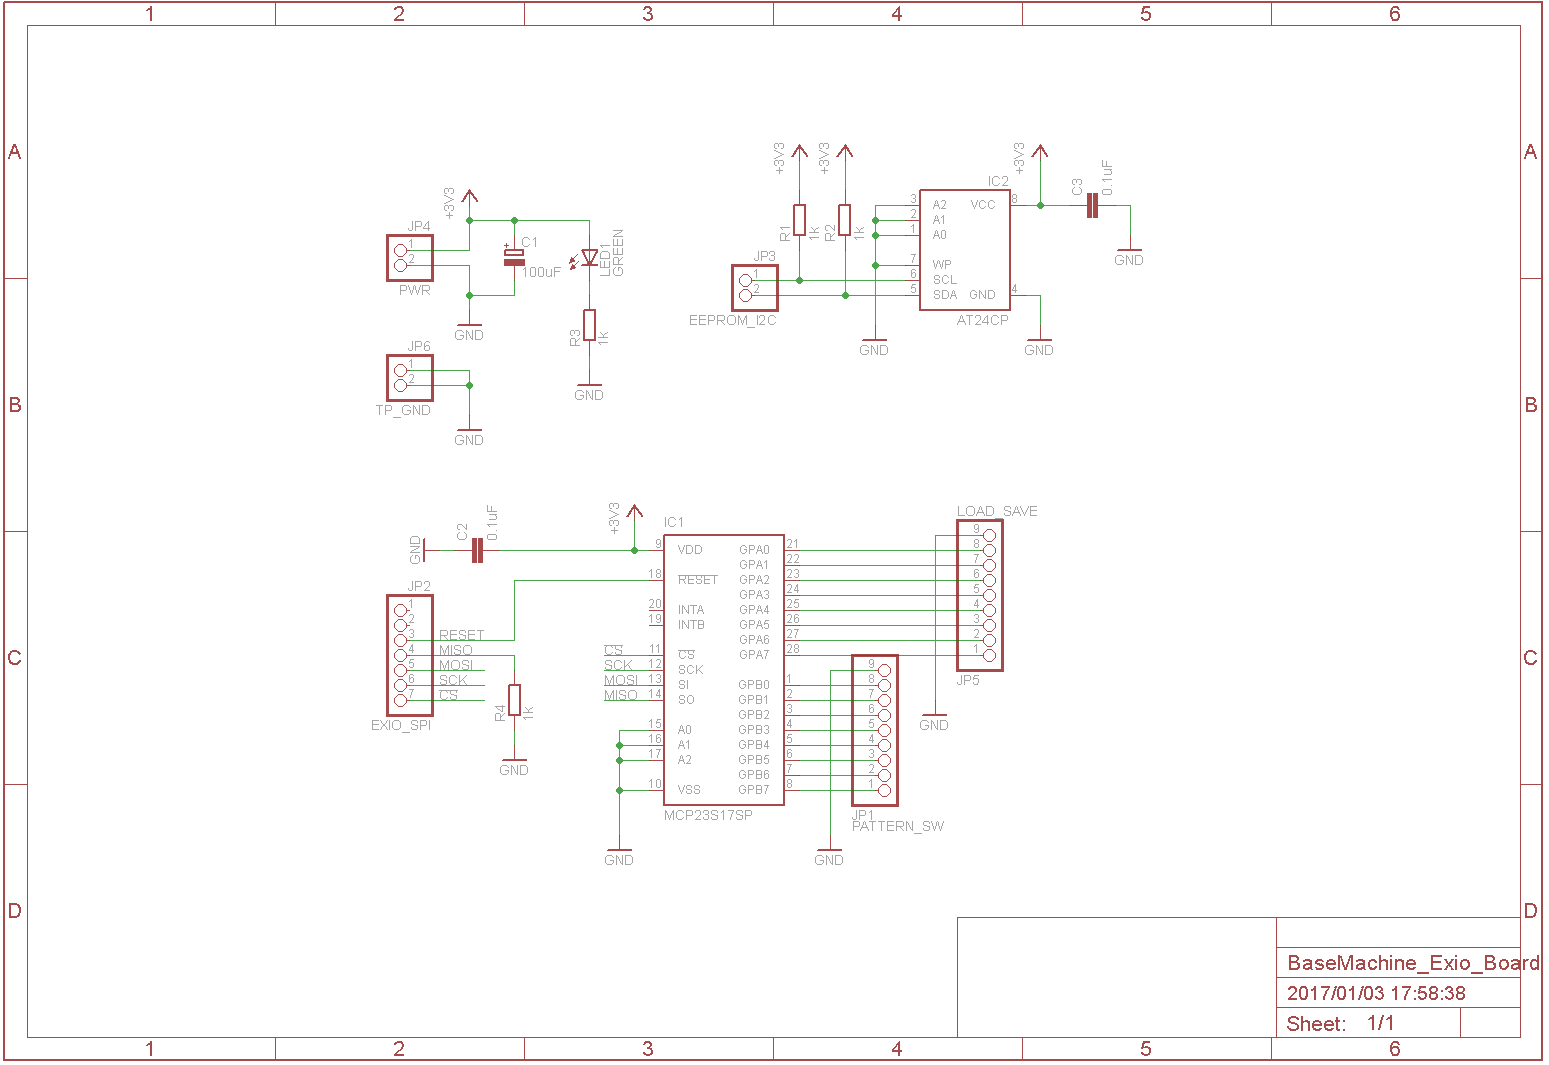 1 2 3 4 5 6
A A
B B
C C
D D
1 2 3 4 5 6
+3V3
JP4
1
2
PWR
+
C1
100uF
LED1
GREEN
R3
1k
GND
GND
JP6
1
2
TP_GND
GND
+3V3
+3V3
R1
1k
R2
1k
JP3
1
2
EEPROM_I2C
IC2
3 A2 VCC 8
2 A1
1 A0
7 WP
6 SCL
5 SDA GND 4
AT24CP
+3V3
C3
0.1uF
GND
GND
GND
GND
C2
0.1uF
+3V3
JP2
1
2
3 RESET
4 MISO
5 MOSI
6 SCK
7 CS
EXIO_SPI
R4
1k
GND
IC1
9 VDD GPA0 21
GPA1 22
18 RESET GPA2 23
GPA3 24
20 INTA GPA4 25
19 INTB GPA5 26
GPA6 27
CS 11 CS GPA7 28
SCK 12 SCK
MOSI 13 SI GPB0 1
MISO 14 SO GPB1 2
GPB2 3
15 A0 GPB3 4
16 A1 GPB4 5
17 A2 GPB5 6
GPB6 7
10 VSS GPB7 8
MCP23S17SP
GND
LOAD_SAVE
9
8
7
6
5
4
3
2
1
JP5
GND
9
8
7
6
5
4
3
2
1
JP1
PATTERN_SW
GND
BaseMachine_Exio_Board
2017/01/03 17:58:38
Sheet: 1/1